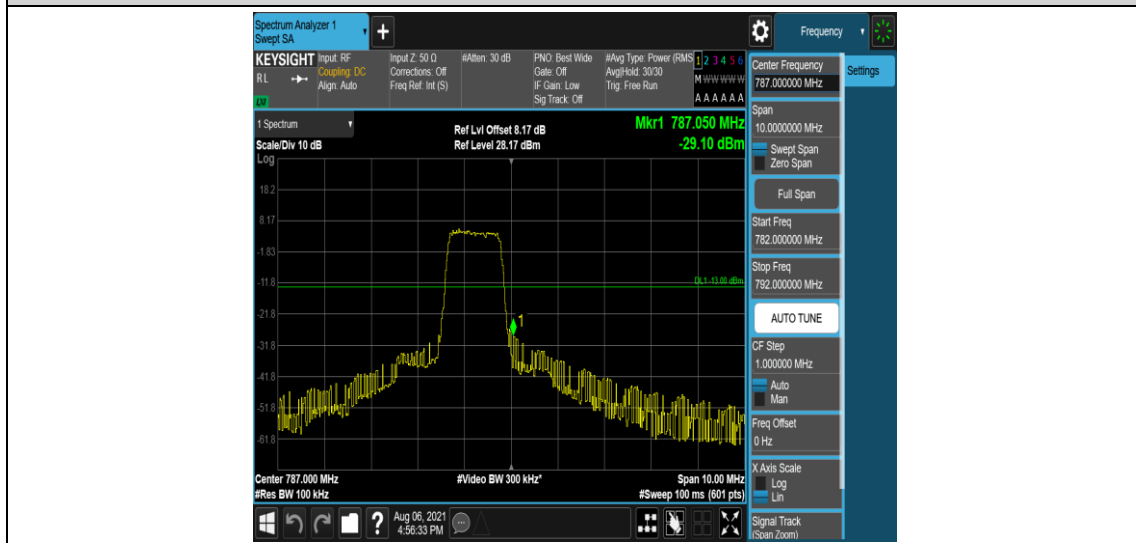 Spectrum Analyzer 1
Swept SA
+
Frequency
KEYSIGHT
RL
LXI
Input: RF
Coupling: DC
Align: Auto
Input Z: 50 Ω
Corrections: Off
Freq Ref: Int (S)
#Atten: 30 dB
PNO: Best Wide
Gate: Off
IF Gain: Low
Sig Track: Off
#Avg Type: Power (RMS
Avg|Hold: 30/30
Trig: Free Run
1 2 3 4 5 6
M W W W W W
A A A A A A
1 Spectrum
Scale/Div 10 dB
Ref Lvl Offset 8.17 dB
Ref Level 28.17 dBm
Mkr1 787.050 MHz
-29.10 dBm
Log
18.2
8.17
-1.83
-11.8
DL1 -13.00 dBm
-21.8
1
-31.8
-41.8
-51.8
-61.8
Center 787.000 MHz
#Res BW 100 kHz
#Video BW 300 kHz*
Span 10.00 MHz
#Sweep 100 ms (601 pts)
Center Frequency
787.000000 MHz
Settings
Span
10.0000000 MHz
Swept Span
Zero Span
Full Span
Start Freq
782.000000 MHz
Stop Freq
792.000000 MHz
AUTO TUNE
CF Step
1.000000 MHz
Auto
Man
Freq Offset
0 Hz
X Axis Scale
Log
Lin
Signal Track
(Span Zoom)
?
Aug 06, 2021
4:56:33 PM